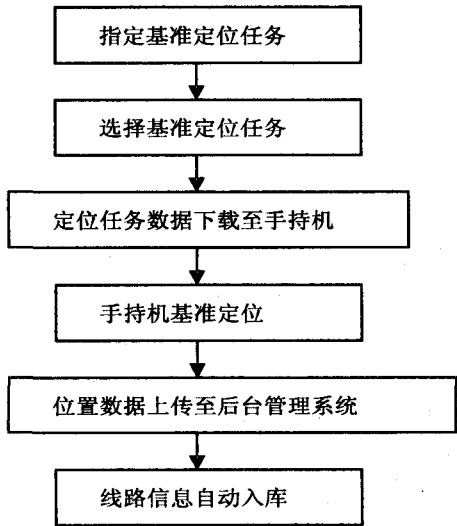 指定基准定位任务
选择基准定位任务
定位任务数据下载至手持机
手持机基准定位
位置数据上传至后台管理系统
线路信息自动入库